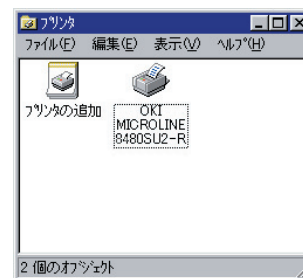 プリンタ
ファイル(F) 編集(E) 表示(V) ヘルプ(H)
プリンタの追加
OKI
MICROLINE
8480SU2-R
2 個のオブジェクト